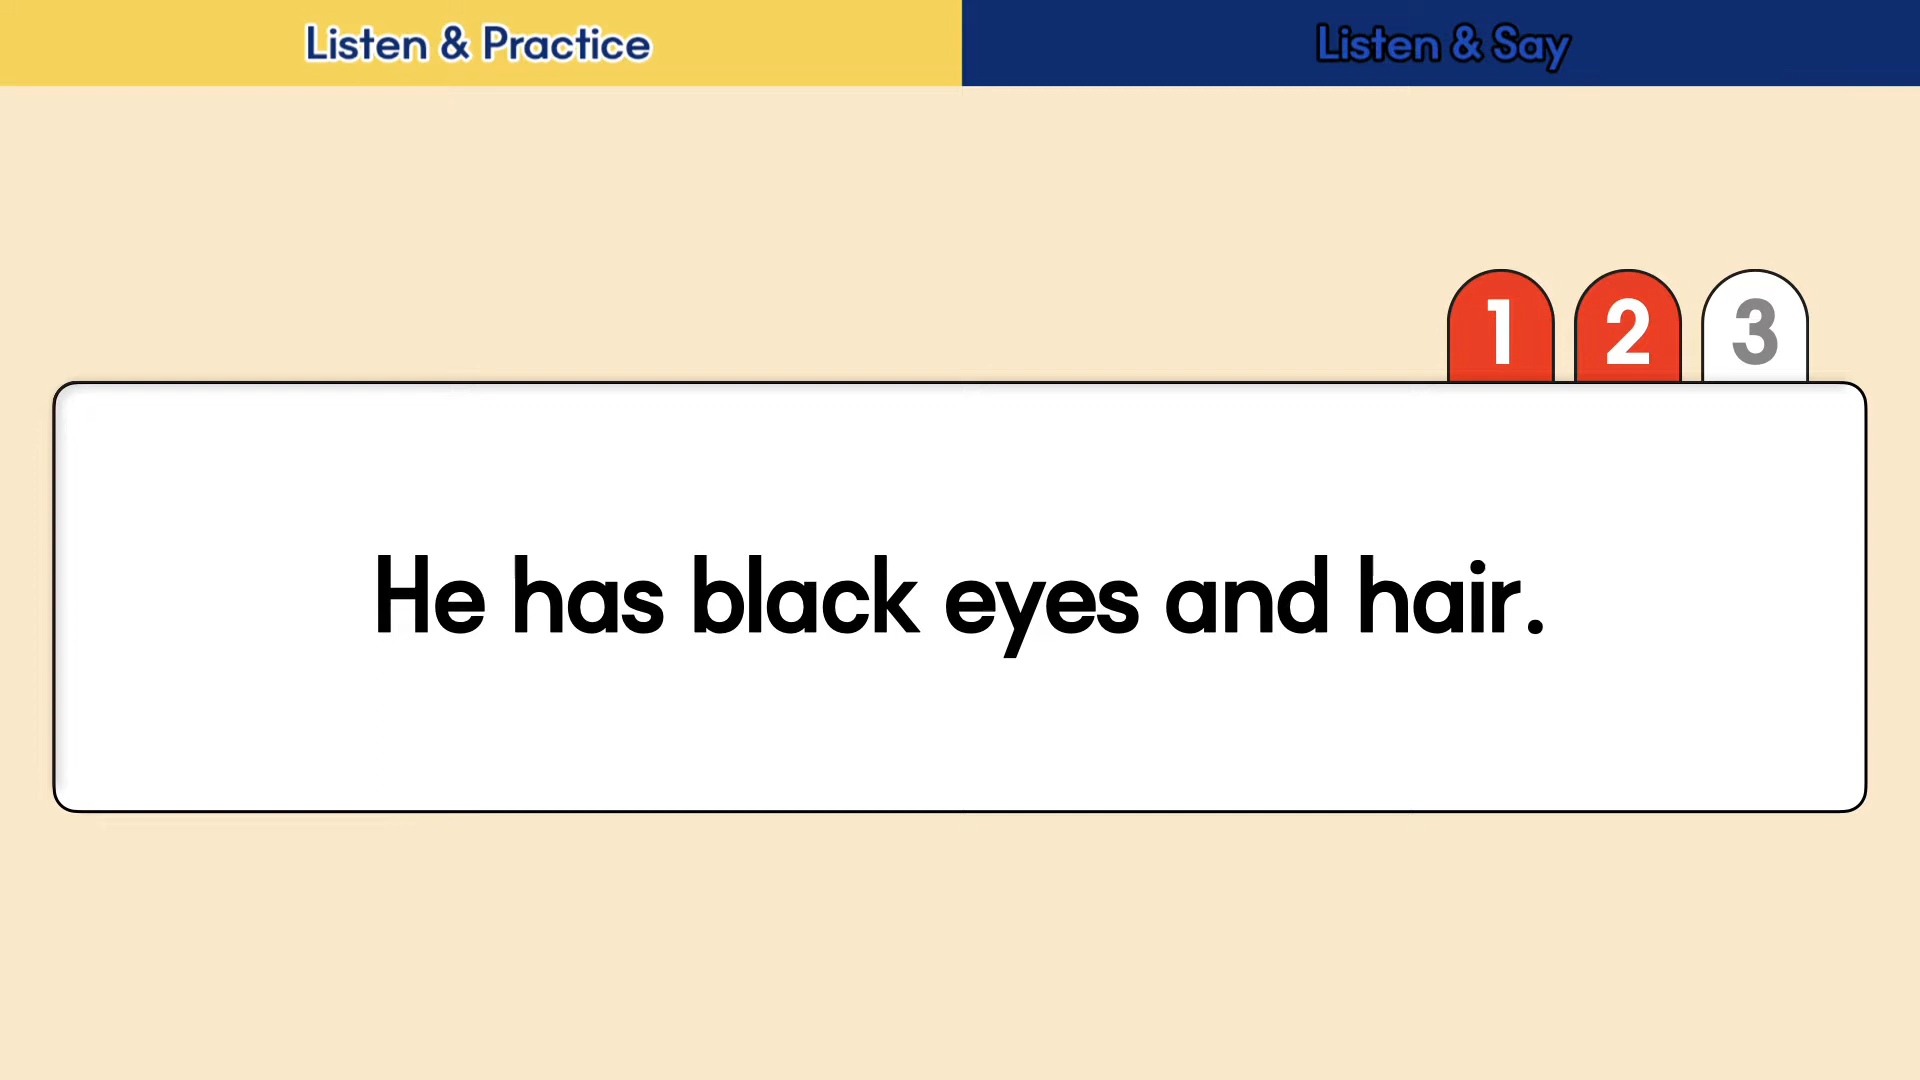 Listen & Practice
Listen & Say
1 2 3
He has black eyes and hair.